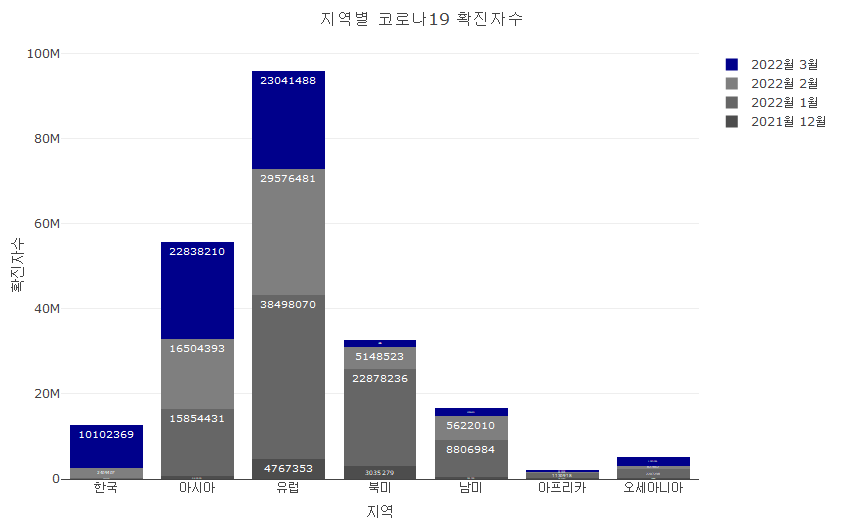 지역별 코로나19 확진자수
100M
80M
60M
40M
20M
0
확진자수
10102369
22838210
16504393
15854431
23041488
29576481
38498070
4767353
5148523
22878236
3035279
5622010
8806984
한국
아시아
유럽
북미
남미
아프리카
오세아니아
지역
2022월 3월
2022월 2월
2022월 1월
2021월 12월